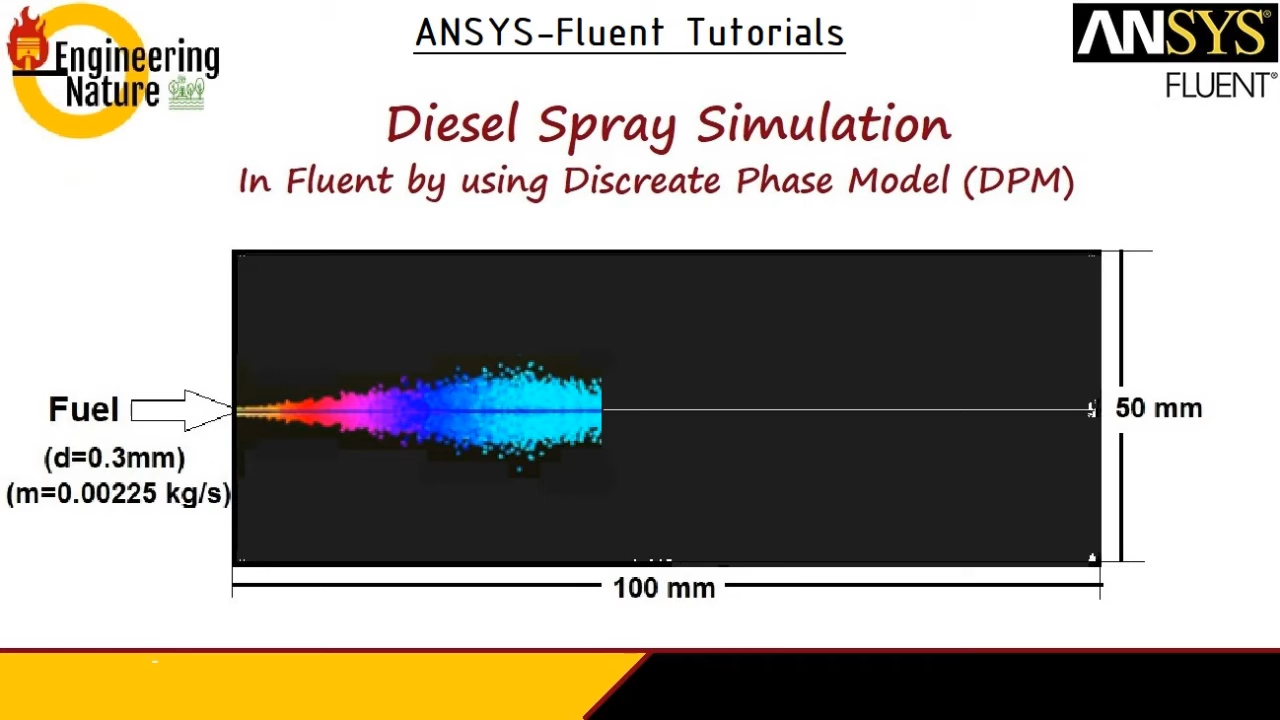 Engineering
Nature
ANSYS-Fluent Tutorials
ANSYS®
FLUENT®
Diesel Spray Simulation
In Fluent by using Discreate Phase Model (DPM)
Fuel
(d=0.3mm)
(m=0.00225 kg/s)
50 mm
100 mm